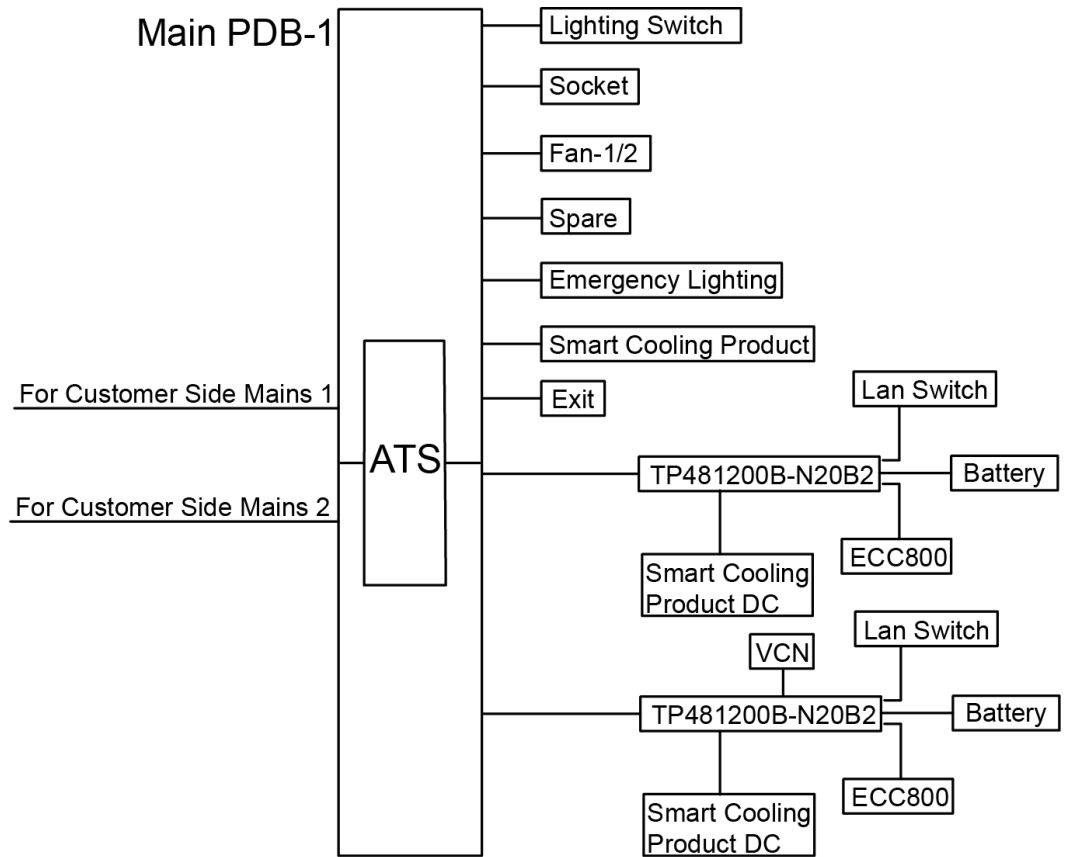 Main PDB-1
Lighting Switch
Socket
Fan-1/2
Spare
Emergency Lighting
Smart Cooling Product
Exit
For Customer Side Mains 1
ATS
For Customer Side Mains 2
Lan Switch
TP481200B-N20B2
Battery
ECC800
Smart Cooling
Product DC
Lan Switch
VCN
TP481200B-N20B2
Battery
ECC800
Smart Cooling
Product DC